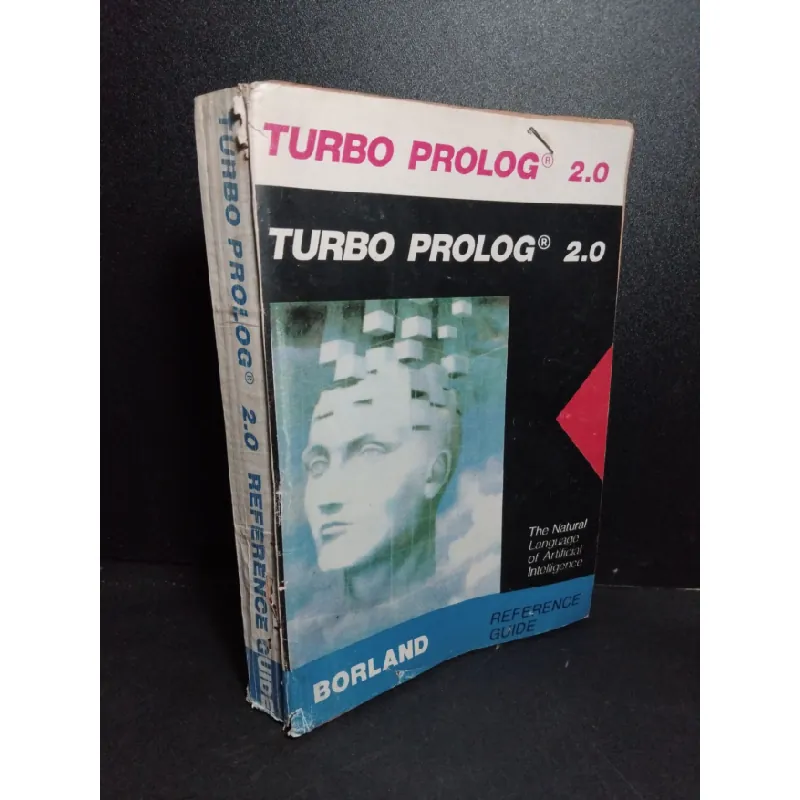 TURBO PROLOG® 2.0 REFERENCE GUIDE
TURBO PROLOG® 2.0
TURBO PROLOG® 2.0
The Natural
Language
of Artificial
Intelligence
REFERENCE
GUIDE
BORLAND